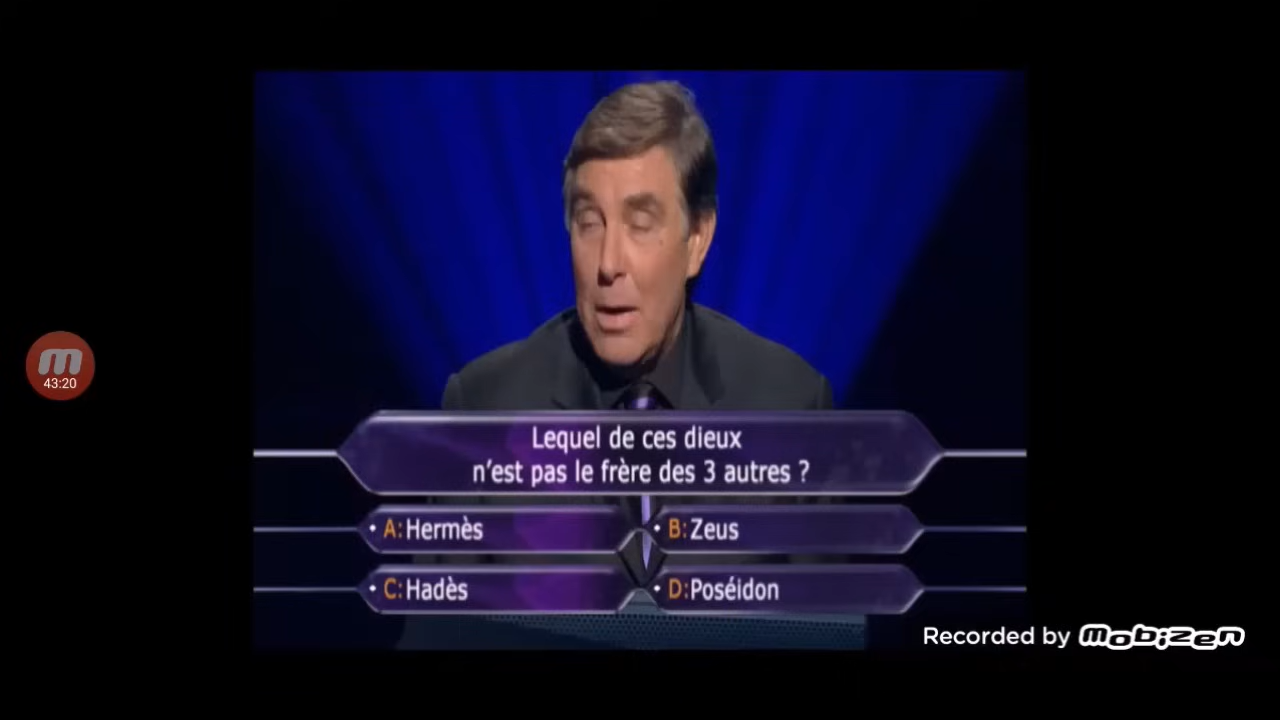 Lequel de ces dieux
n'est pas le frère des 3 autres ?
A: Hermès
B: Zeus
C: Hadès
D: Poséidon
43:20
Recorded by mobizen